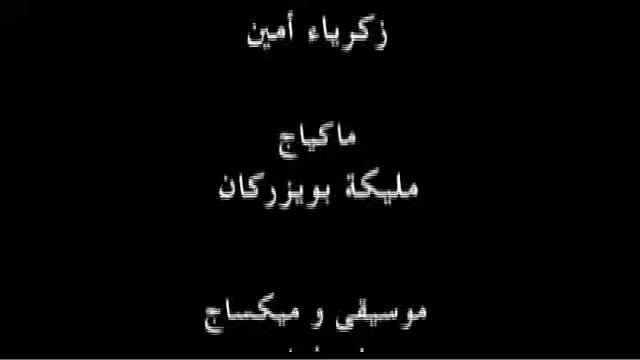 زكرياء أمين
ماكياج
مليكة بويزركان
موسيقى و ميكساج